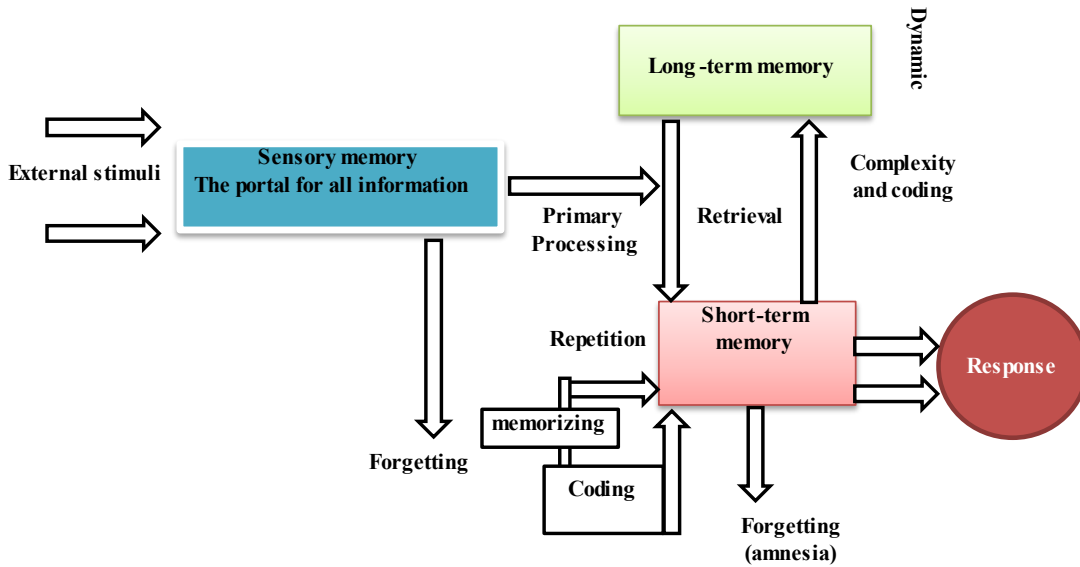 Dynamic
Long -term memory
External stimuli
Sensory memory
The portal for all information
Complexity
and coding
Primary
Processing
Retrieval
Short-term
memory
Repetition
Response
memorizing
Forgetting
Coding
Forgetting
(amnesia)